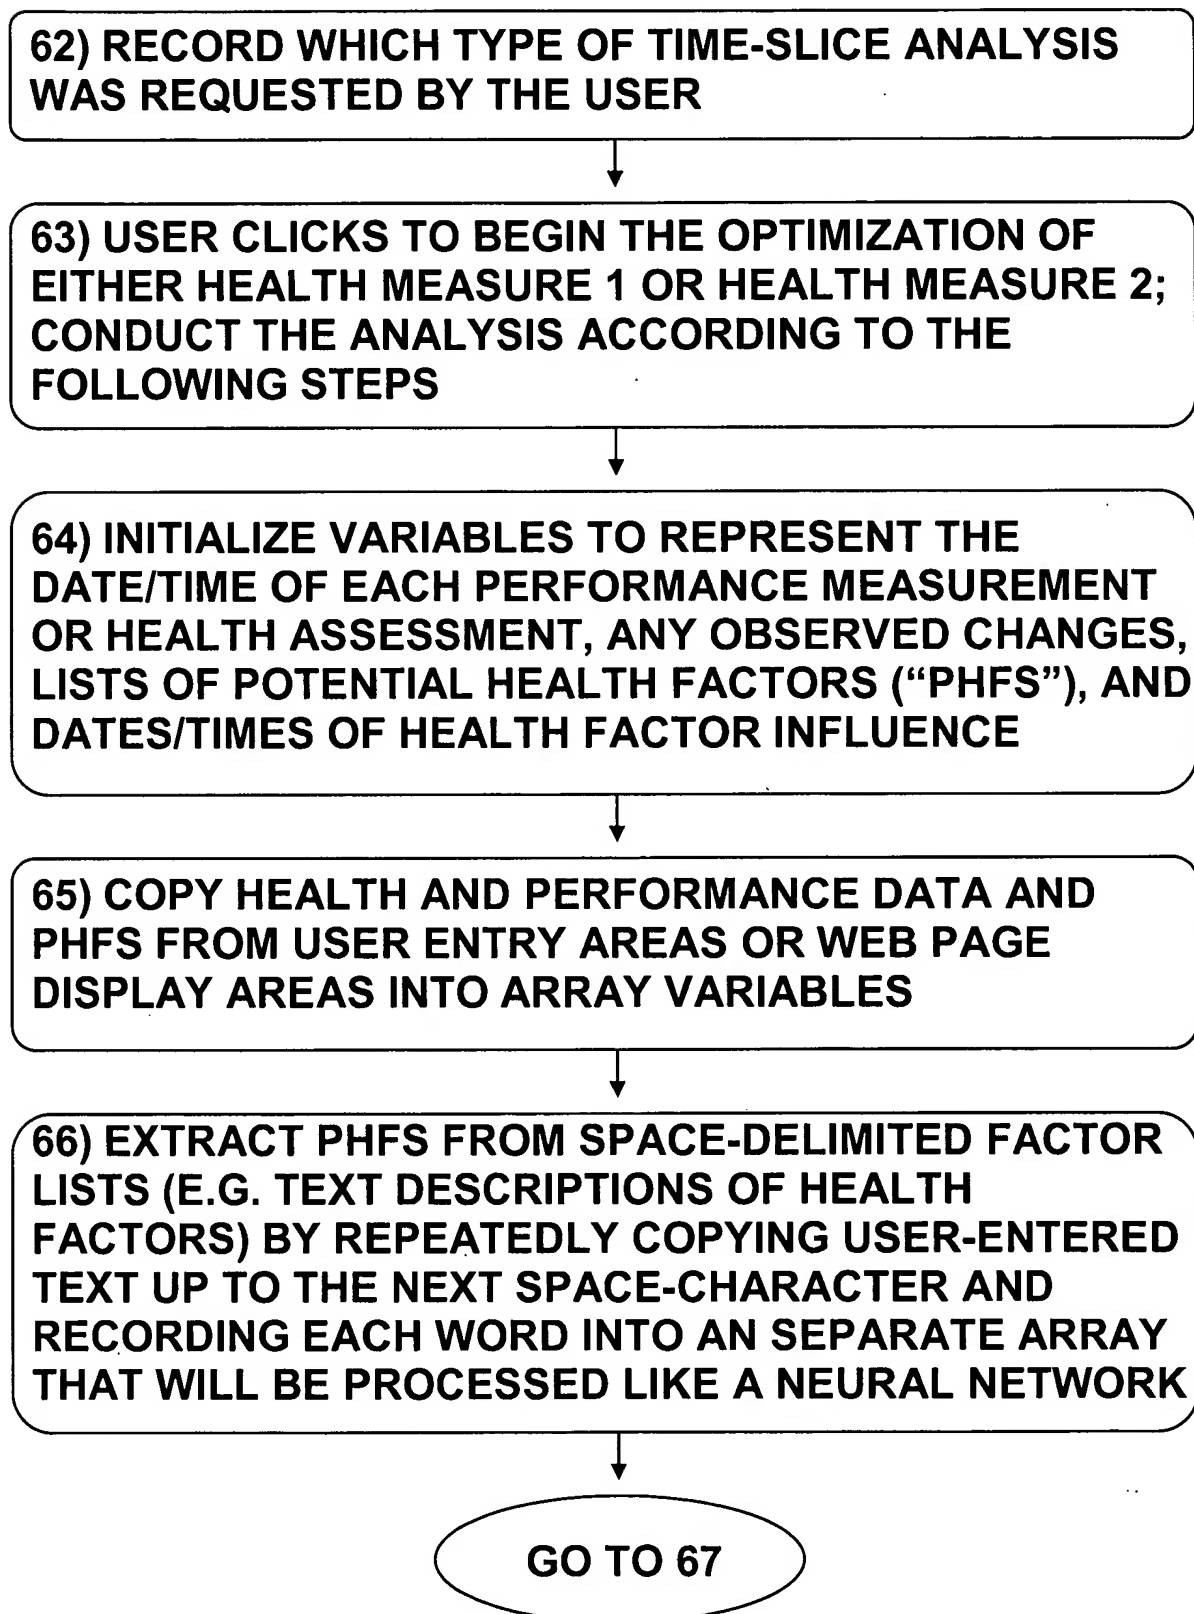 62) RECORD WHICH TYPE OF TIME-SLICE ANALYSIS
WAS REQUESTED BY THE USER
63) USER CLICKS TO BEGIN THE OPTIMIZATION OF
EITHER HEALTH MEASURE 1 OR HEALTH MEASURE 2;
CONDUCT THE ANALYSIS ACCORDING TO THE
FOLLOWING STEPS
64) INITIALIZE VARIABLES TO REPRESENT THE
DATE/TIME OF EACH PERFORMANCE MEASUREMENT
OR HEALTH ASSESSMENT, ANY OBSERVED CHANGES,
LISTS OF POTENTIAL HEALTH FACTORS (“PHFS”), AND
DATES/TIMES OF HEALTH FACTOR INFLUENCE
65) COPY HEALTH AND PERFORMANCE DATA AND
PHFS FROM USER ENTRY AREAS OR WEB PAGE
DISPLAY AREAS INTO ARRAY VARIABLES
66) EXTRACT PHFS FROM SPACE-DELIMITED FACTOR
LISTS (E.G. TEXT DESCRIPTIONS OF HEALTH
FACTORS) BY REPEATEDLY COPYING USER-ENTERED
TEXT UP TO THE NEXT SPACE-CHARACTER AND
RECORDING EACH WORD INTO AN SEPARATE ARRAY
THAT WILL BE PROCESSED LIKE A NEURAL NETWORK
GO TO 67